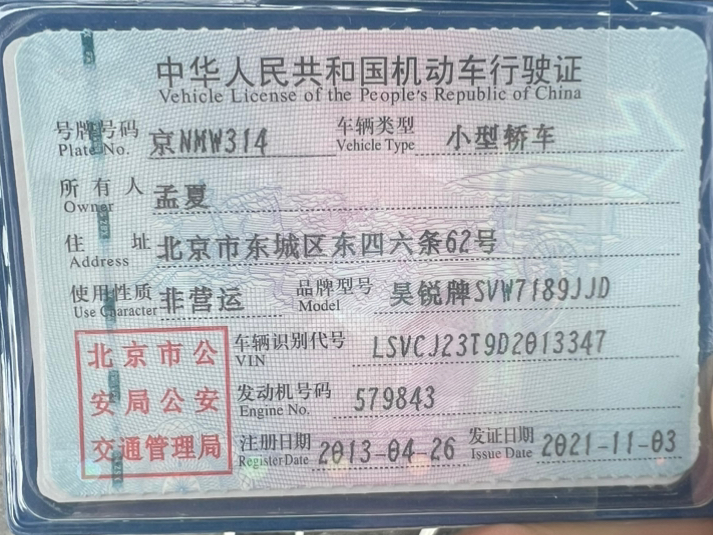 中华人民共和国机动车行驶证
Vehicle License of the People's Republic of China
号牌号码 京NMW314 车辆类型 小型轿车
Plate No. Vehicle Type
所有人 孟夏
Owner
住址 北京市东城区东四六条62号
Address
使用性质 非营运 品牌型号 昊锐牌SVW7189JJD
Use Character Model
北京市公
安局公安
交通管理局
车辆识别代号 LSVCJ23T9D2013347
VIN
发动机号码 579843
Engine No.
注册日期 2013-04-26 发证日期 2021-11-03
Register Date Issue Date